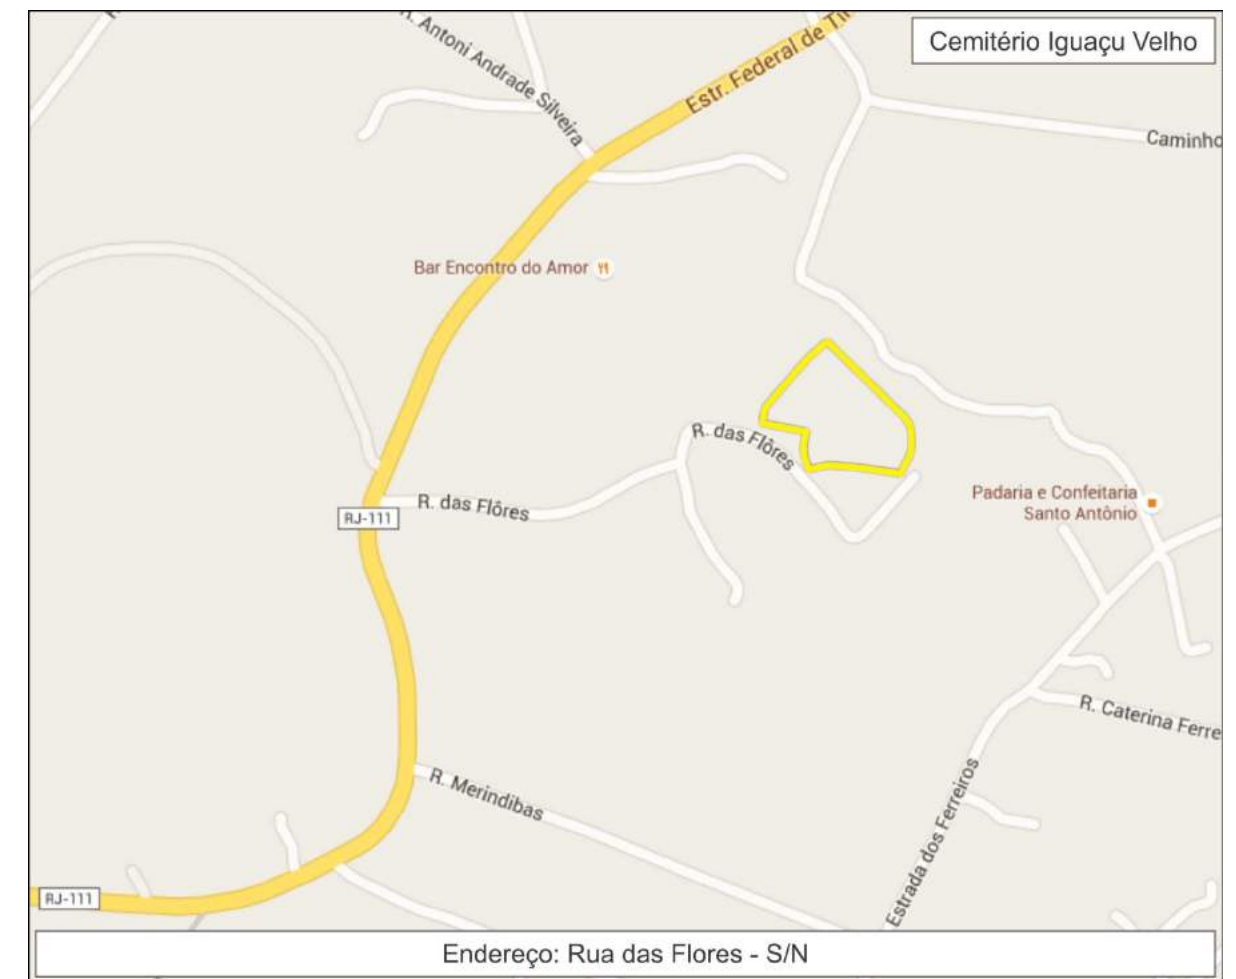 Cemitério Iguaçu Velho
R. Antoni Andrade Silveira
Estr. Federal de
Caminho
Bar Encontro do Amor
R. das Flôres
R. das Flôres
RJ-111
Padaria e Confeitaria
Santo Antônio
R. Caterina Ferre
R. Merindibas
Estrada dos Ferreiros
RJ-111
Endereço: Rua das Flores - S/N